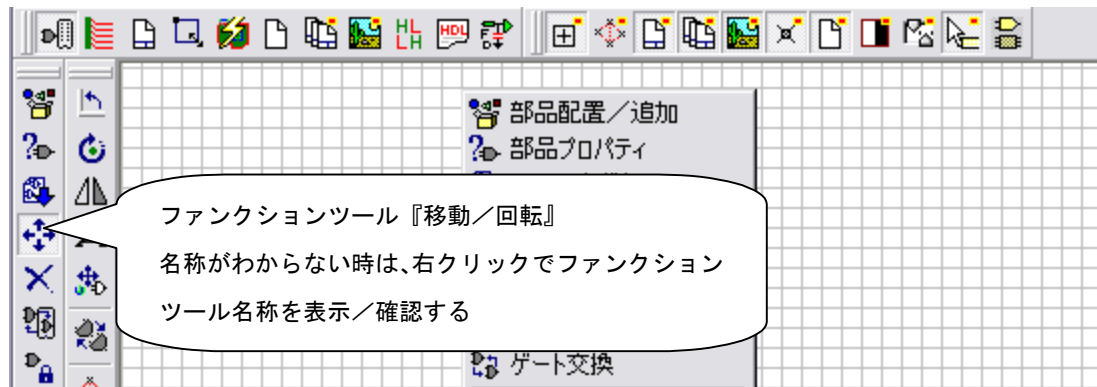 HL
LH
HDL
部品配置／追加
部品プロパティ
ファンクションツール『移動／回転』
名称がわからない時は、右クリックでファンクション
ツール名称を表示／確認する
ゲート交換